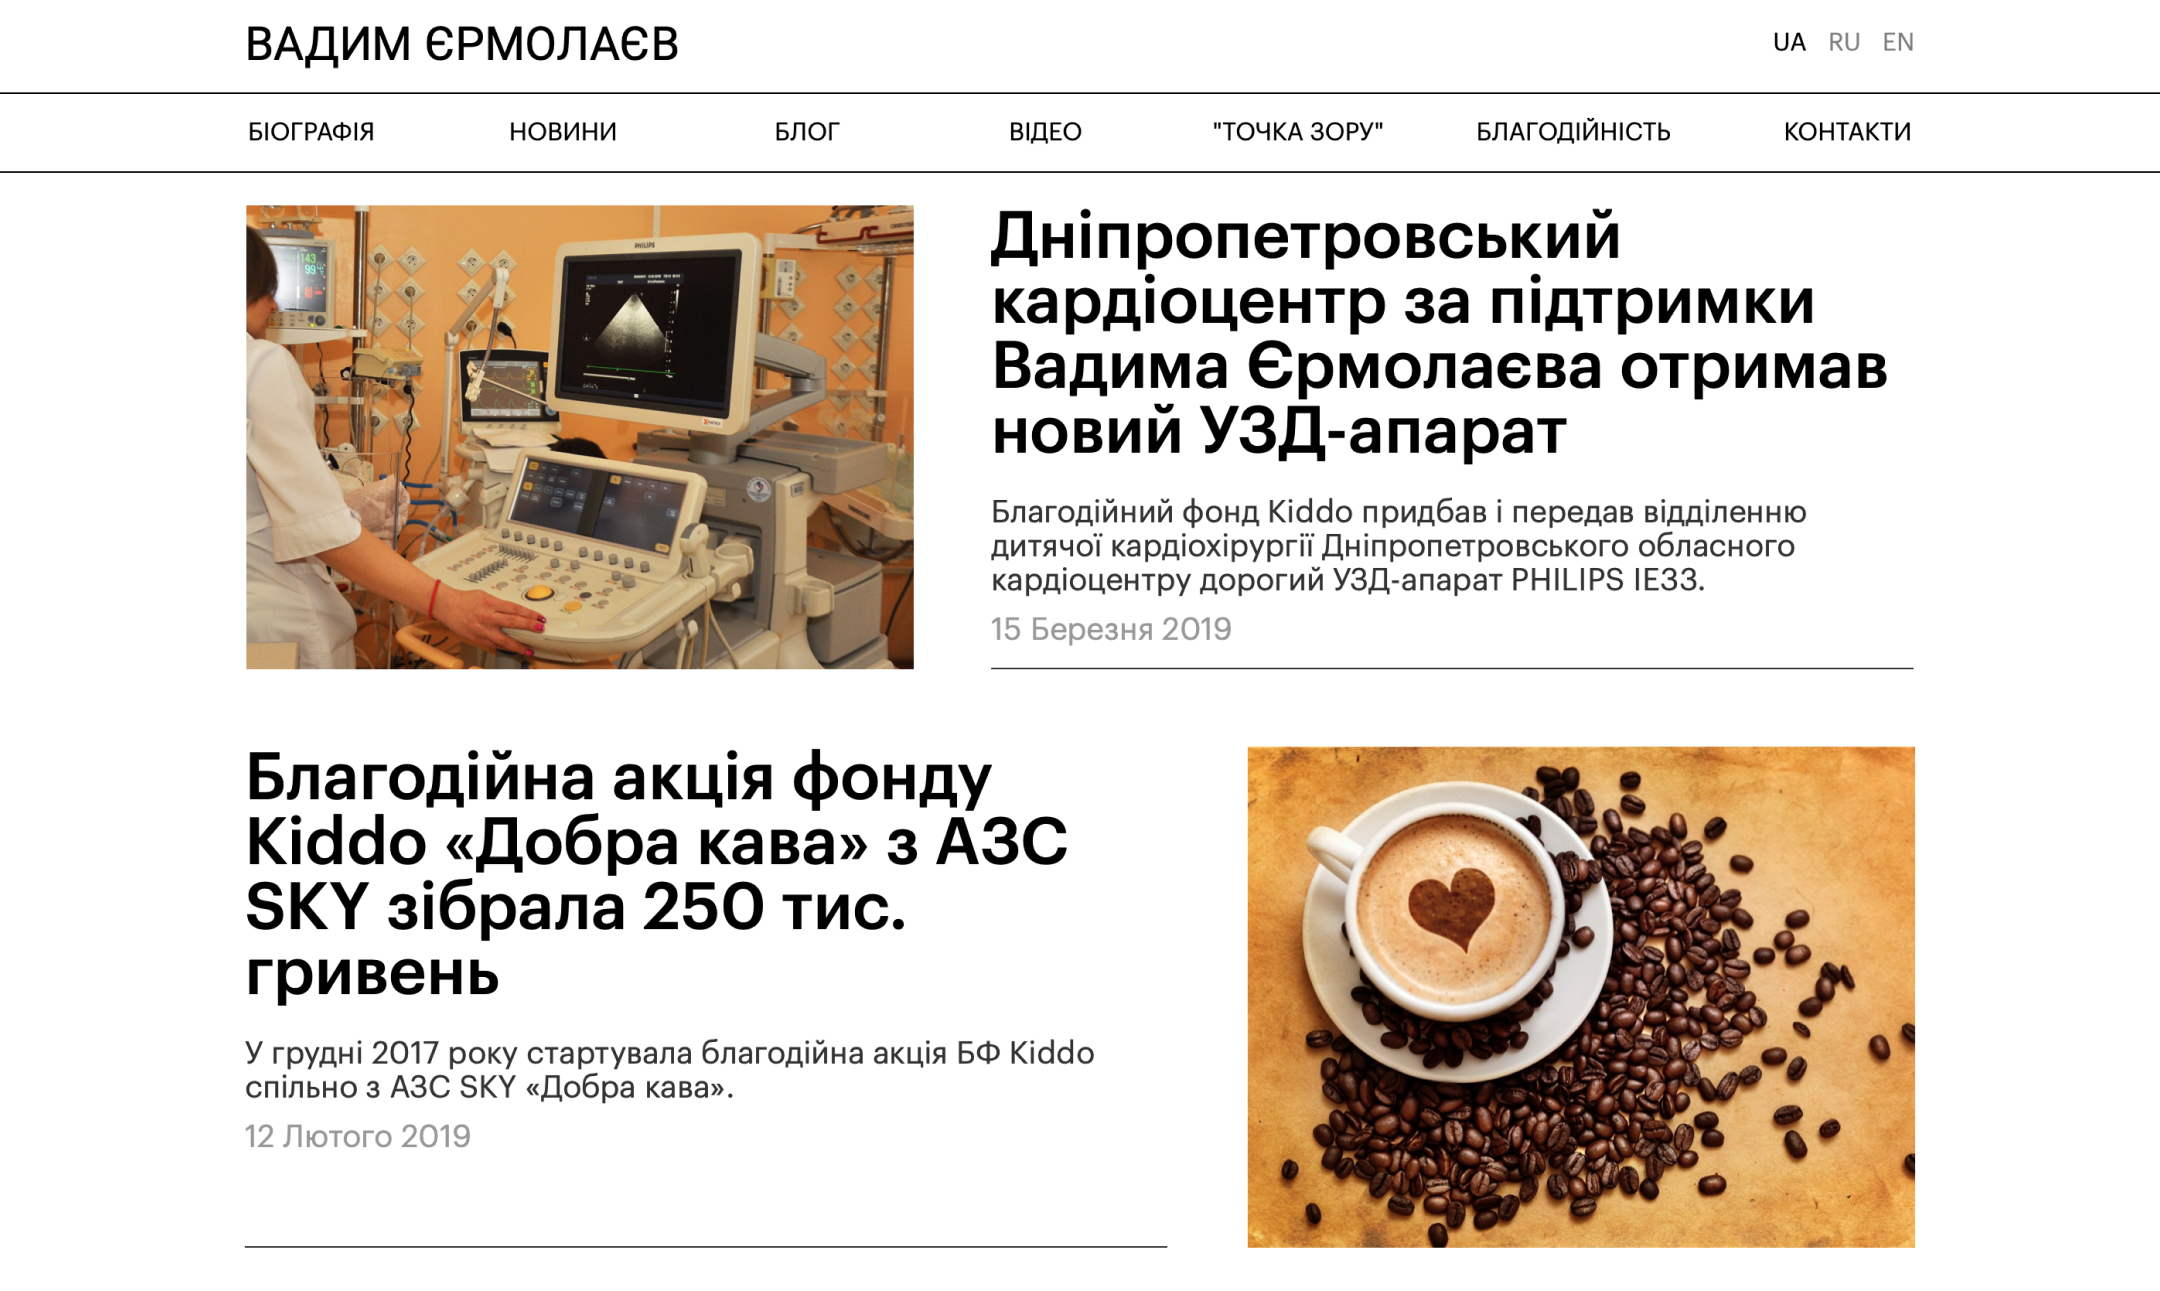 ВАДИМ ЄРМОЛАЄВ
UA RU EN
БІОГРАФІЯ НОВИНИ БЛОГ ВІДЕО "ТОЧКА ЗОРУ" БЛАГОДІЙНІСТЬ КОНТАКТИ
PHILIPS
143
99
Дніпропетровський
кардіоцентр за підтримки
Вадима Єрмолаєва отримав
новий УЗД-апарат
Благодійний фонд Kiddo придбав і передав відділенню
дитячої кардіохірургії Дніпропетровського обласного
кардіоцентру дорогий УЗД-апарат PHILIPS IE33.
15 Березня 2019
Благодійна акція фонду
Kiddo «Добра кава» з АЗС
SKY зібрала 250 тис.
гривень
У грудні 2017 року стартувала благодійна акція БФ Kiddo
спільно з АЗС SKY «Добра кава».
12 Лютого 2019